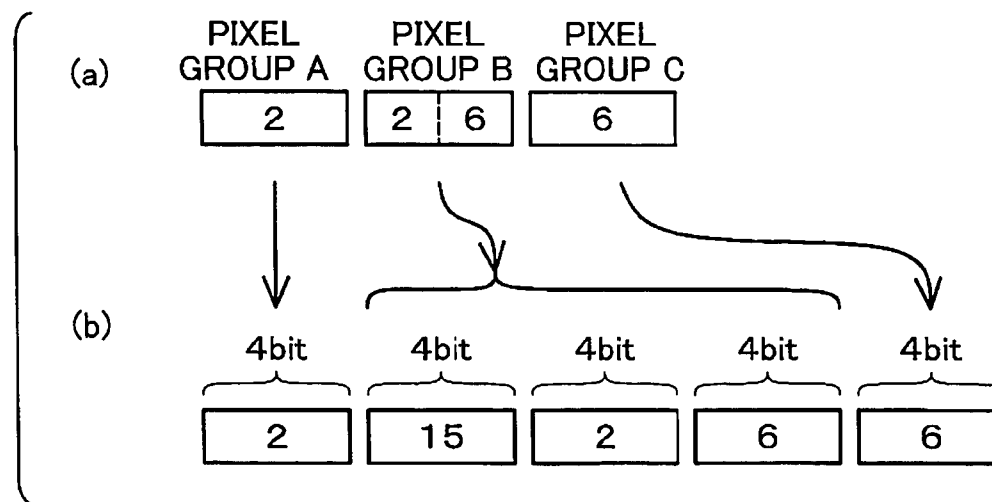 PIXEL PIXEL PIXEL
(a) GROUP A GROUP B GROUP C
2 2 6 6
(b)
4bit 4bit 4bit 4bit 4bit
2 15 2 6 6